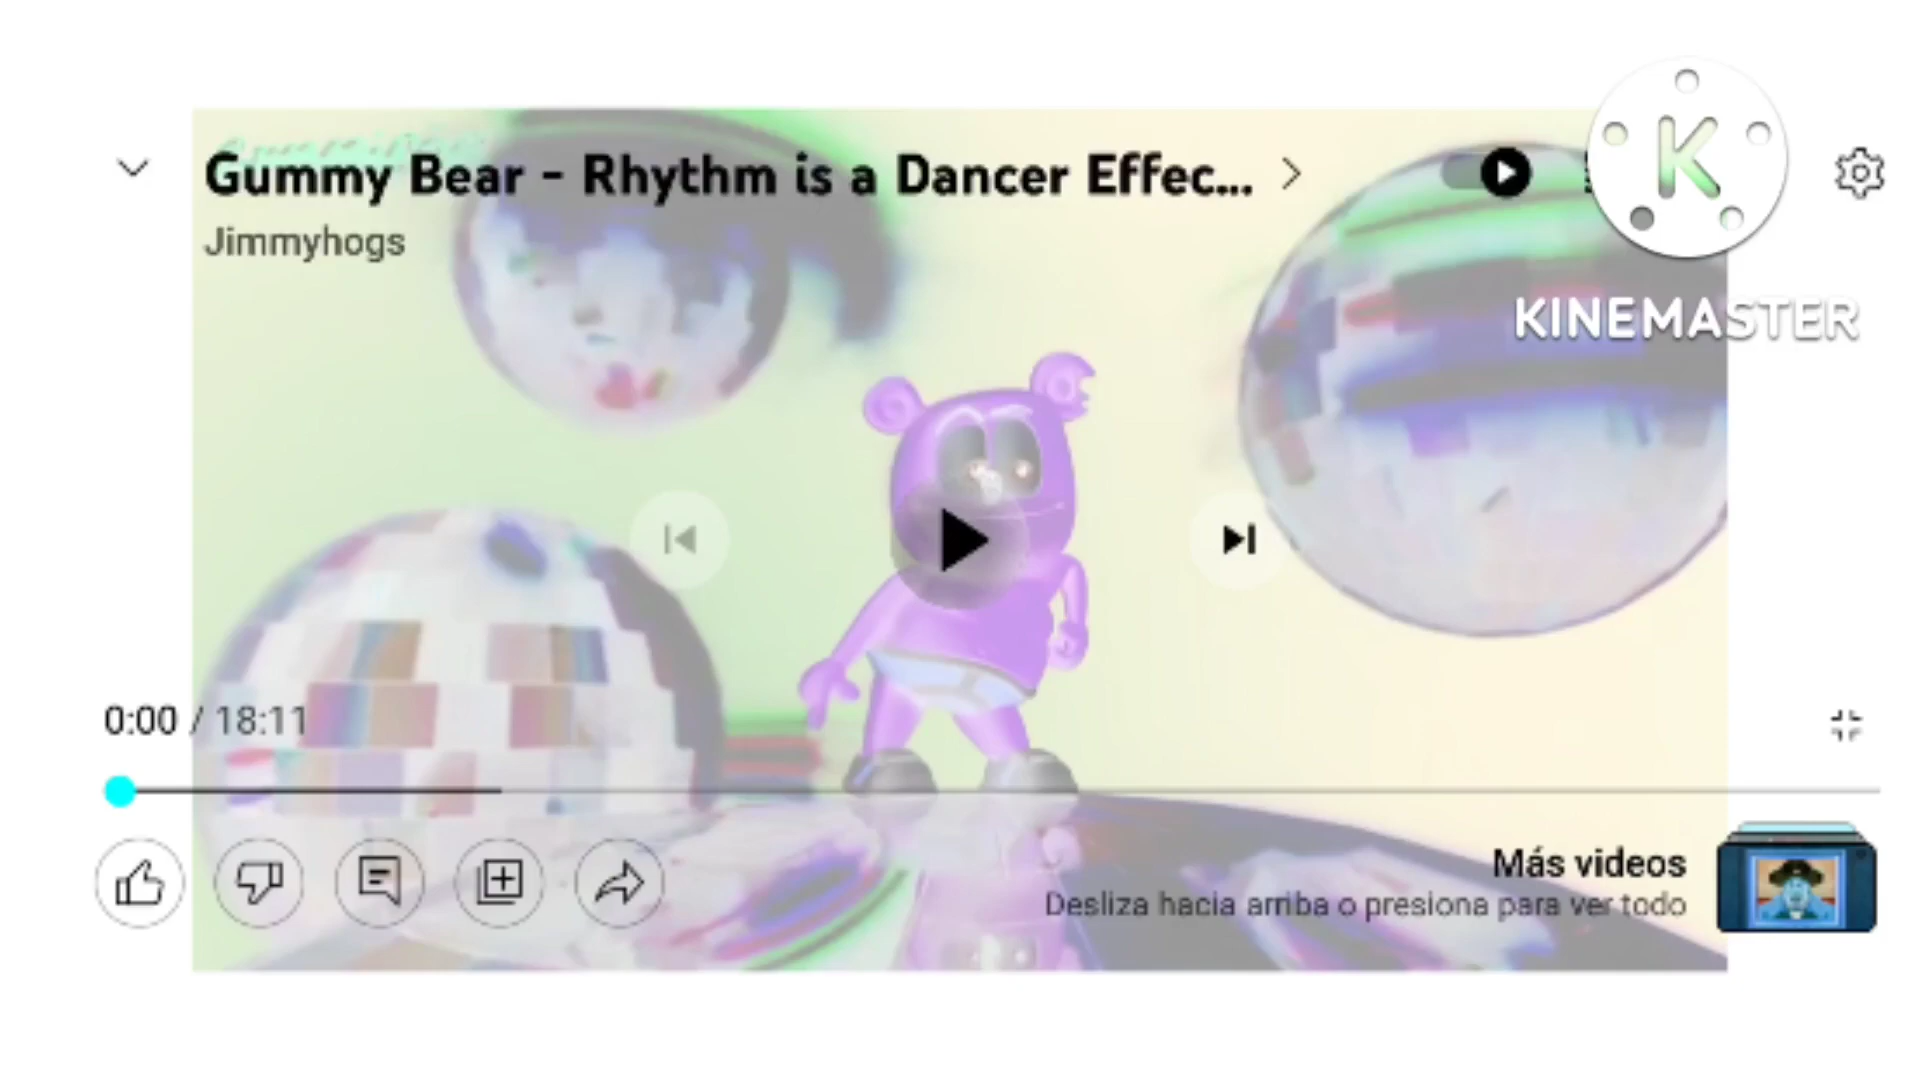 Gummy Bear - Rhythm is a Dancer Effec...
Jimmyhogs
K
KINEMASTER
0:00 / 18:11
Más videos
Desliza hacia arriba o presiona para ver todo